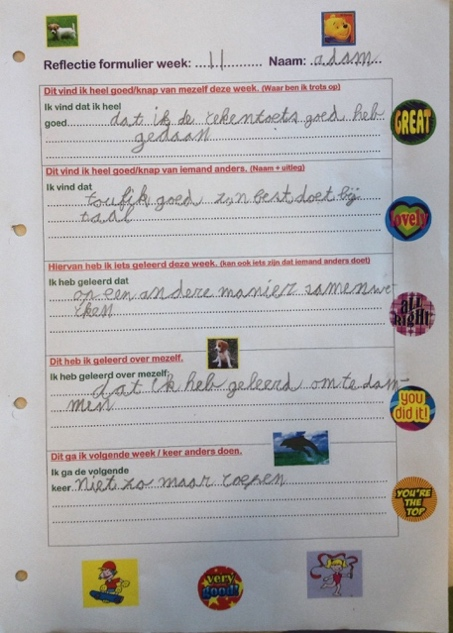 Reflectie formulier week: 11 Naam: adam
Dit vind ik heel goed/knap van mezelf deze week. (Waar ben ik trots op)
Ik vind dat ik heel
goed dat ik de rekentoets goed heb
gedaan
GREAT
Dit vind ik heel goed/knap van iemand anders. (Naam + uitleg)
Ik vind dat
toufik goed zijn best doet bij
taal
lovely
Hiervan heb ik iets geleerd deze week. (kan ook iets zijn dat iemand anders doet)
Ik heb geleerd dat
op een andere manier samenwe-
rken
all Right
Dit heb ik geleerd over mezelf.
Ik heb geleerd over mezelf:
dat ik heb geleerd om te dam-
men
you did it!
Dit ga ik volgende week / keer anders doen.
Ik ga de volgende
keer niet zo maar roepen
YOU'RE THE TOP
very good!